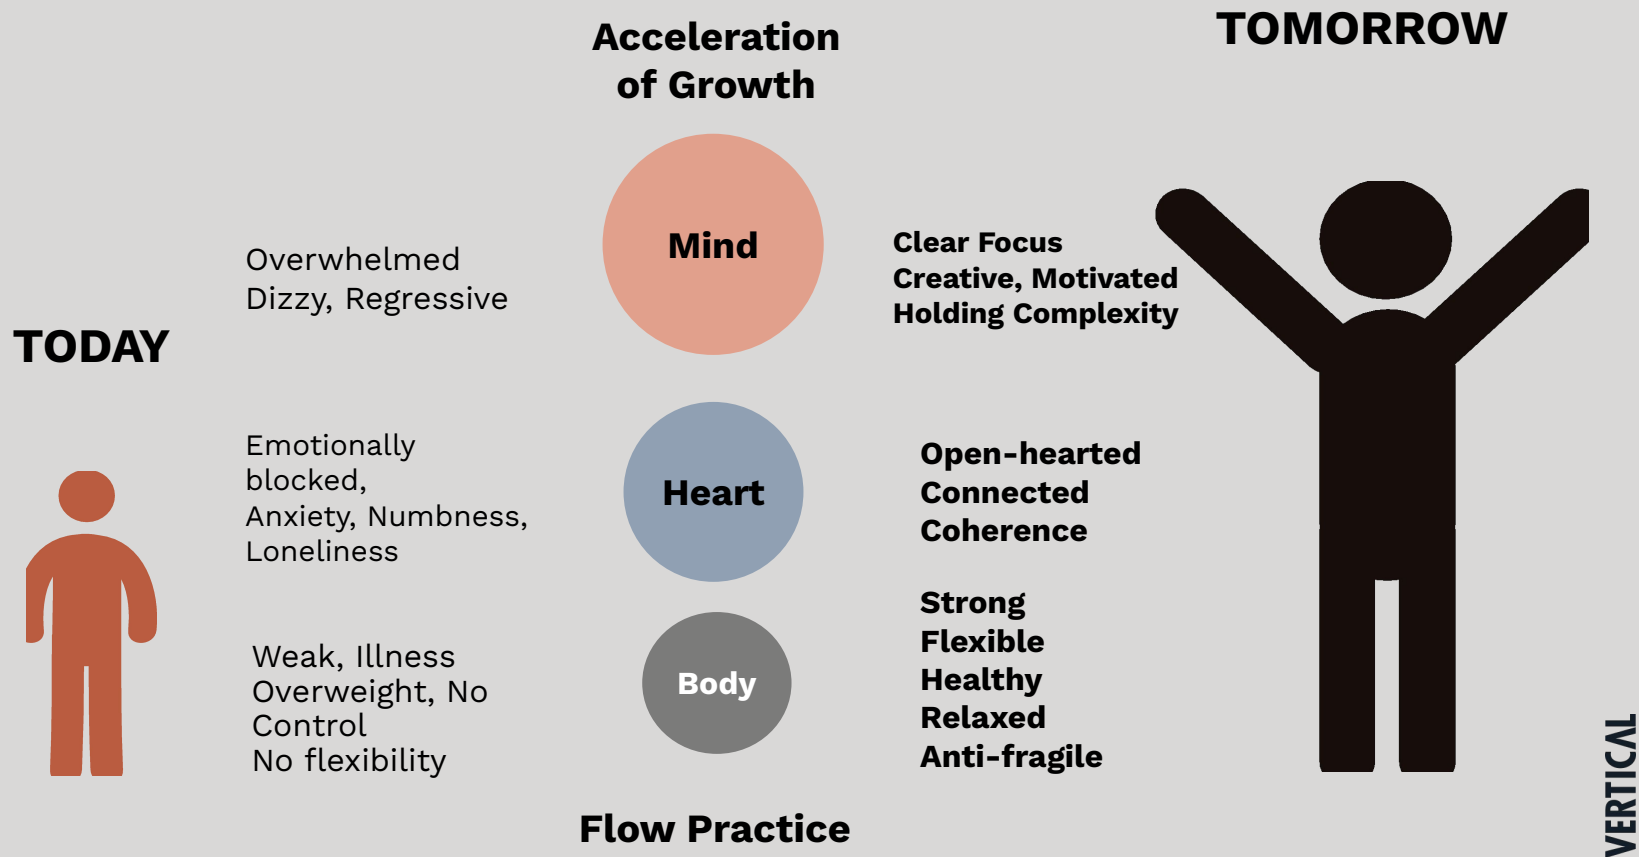 Acceleration
of Growth
TOMORROW
Mind
Overwhelmed
Dizzy, Regressive
Clear Focus
Creative, Motivated
Holding Complexity
TODAY
Heart
Emotionally
blocked,
Anxiety, Numbness,
Loneliness
Open-hearted
Connected
Coherence
Body
Weak, Illness
Overweight, No
Control
No flexibility
Strong
Flexible
Healthy
Relaxed
Anti-fragile
Flow Practice
VERTICAL